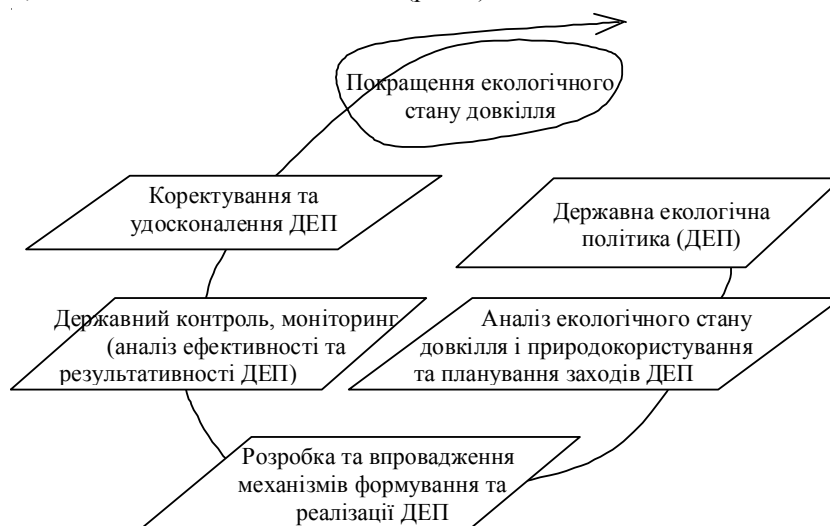 Покращення екологічного
стану довкілля
Коректування та
удосконалення ДЕП
Державна екологічна
політика (ДЕП)
Державний контроль, моніторинг
(аналіз ефективності та
результативності ДЕП)
Аналіз екологічного стану
довкілля і природокористування
та планування заходів ДЕП
Розробка та впровадження
механізмів формування та
реалізації ДЕП